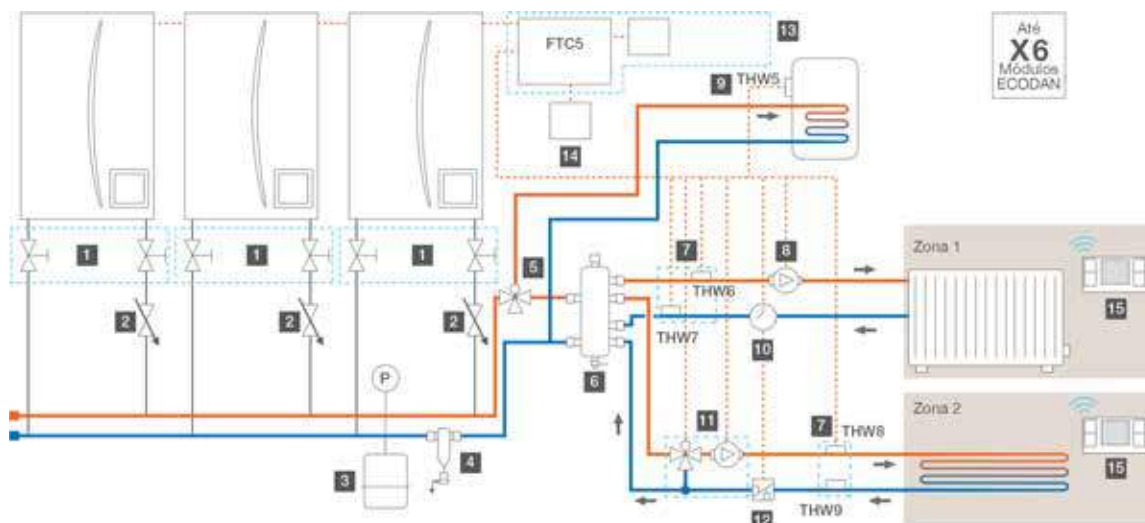 FTC5
13
Até
X6
Módulos
ECODAN
9
THW5
14
1
1
1
5
7
8
Zona 1
THW6
15
2
2
2
THW7
10
6
P
11
7
THW8
Zona 2
3
4
15
12
THW9